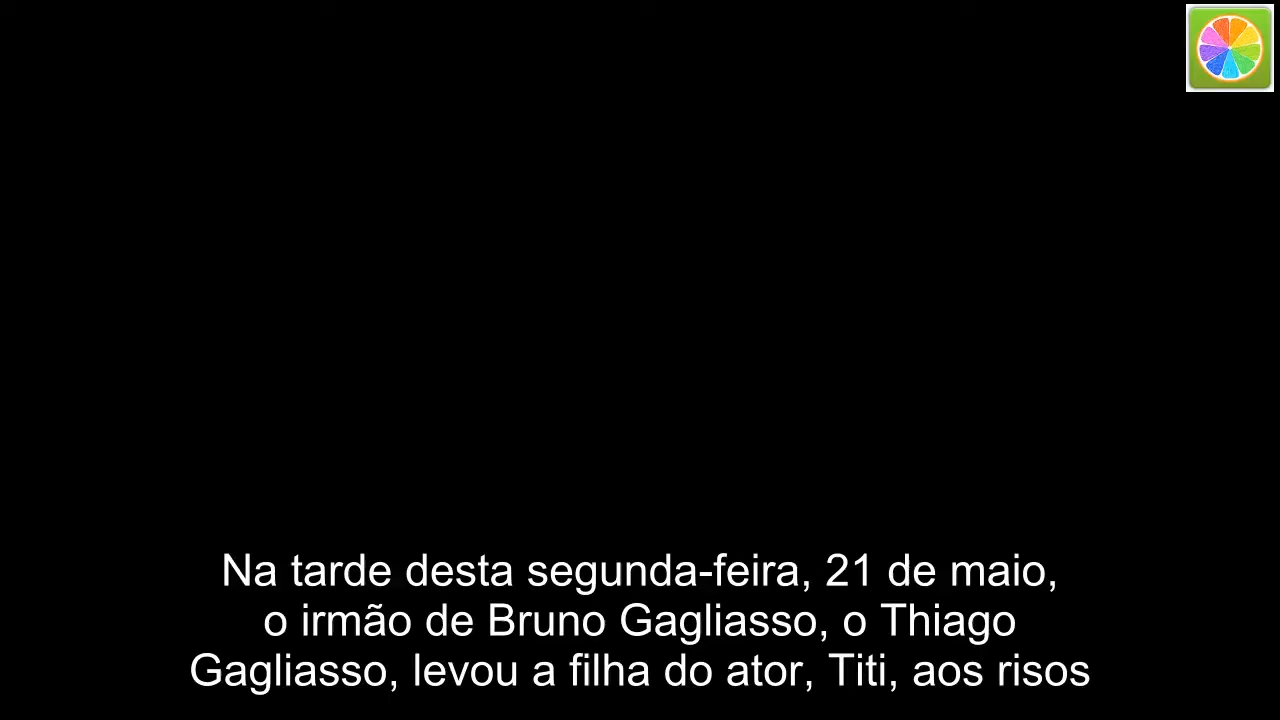 Na tarde desta segunda-feira, 21 de maio,
o irmão de Bruno Gagliasso, o Thiago
Gagliasso, levou a filha do ator, Titi, aos risos